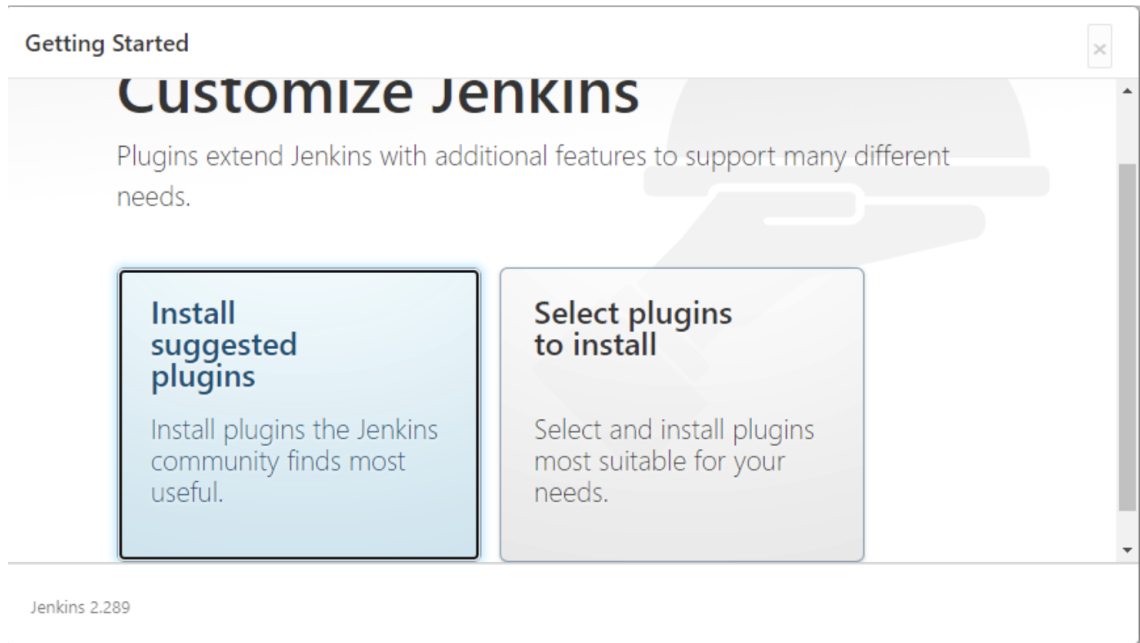 Getting Started
Customize Jenkins
Plugins extend Jenkins with additional features to support many different
needs.
Install
suggested
plugins
Install plugins the Jenkins
community finds most
useful.
Select plugins
to install
Select and install plugins
most suitable for your
needs.
Jenkins 2.289